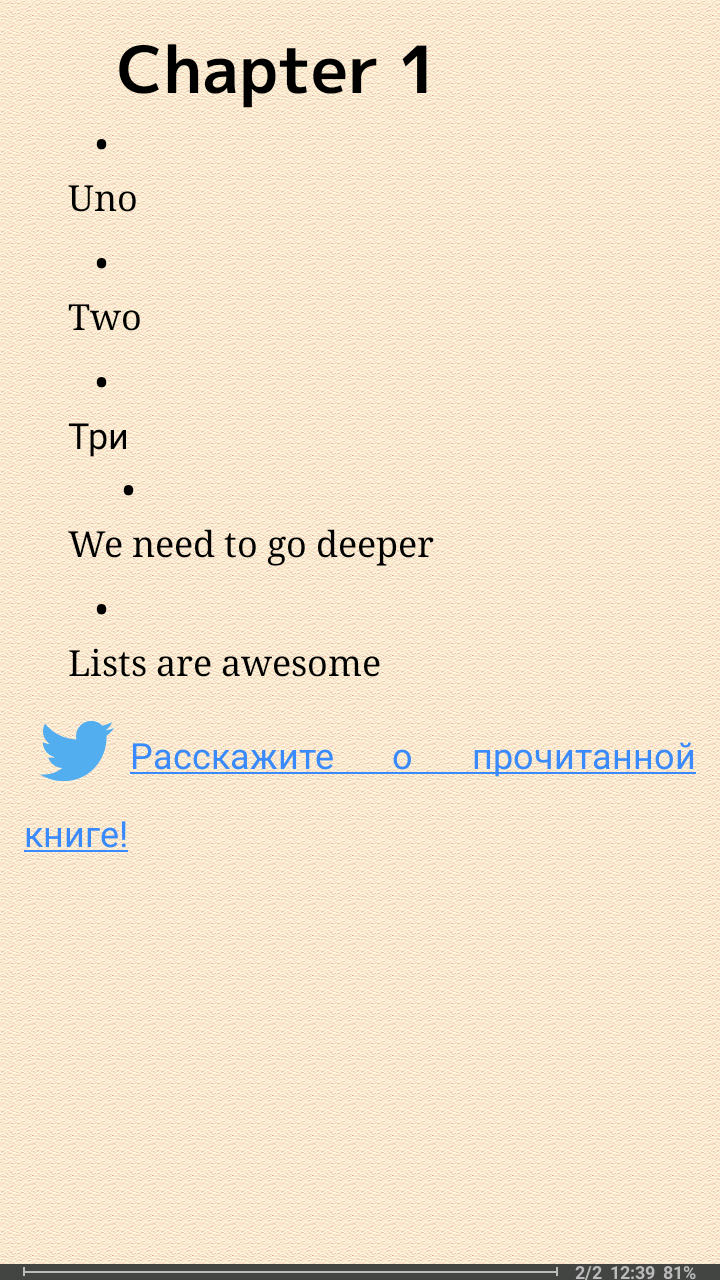 Chapter 1
•
Uno
•
Two
•
Три
•
We need to go deeper
•
Lists are awesome
Расскажите о прочитанной
книге!
2/2 12:39 81%